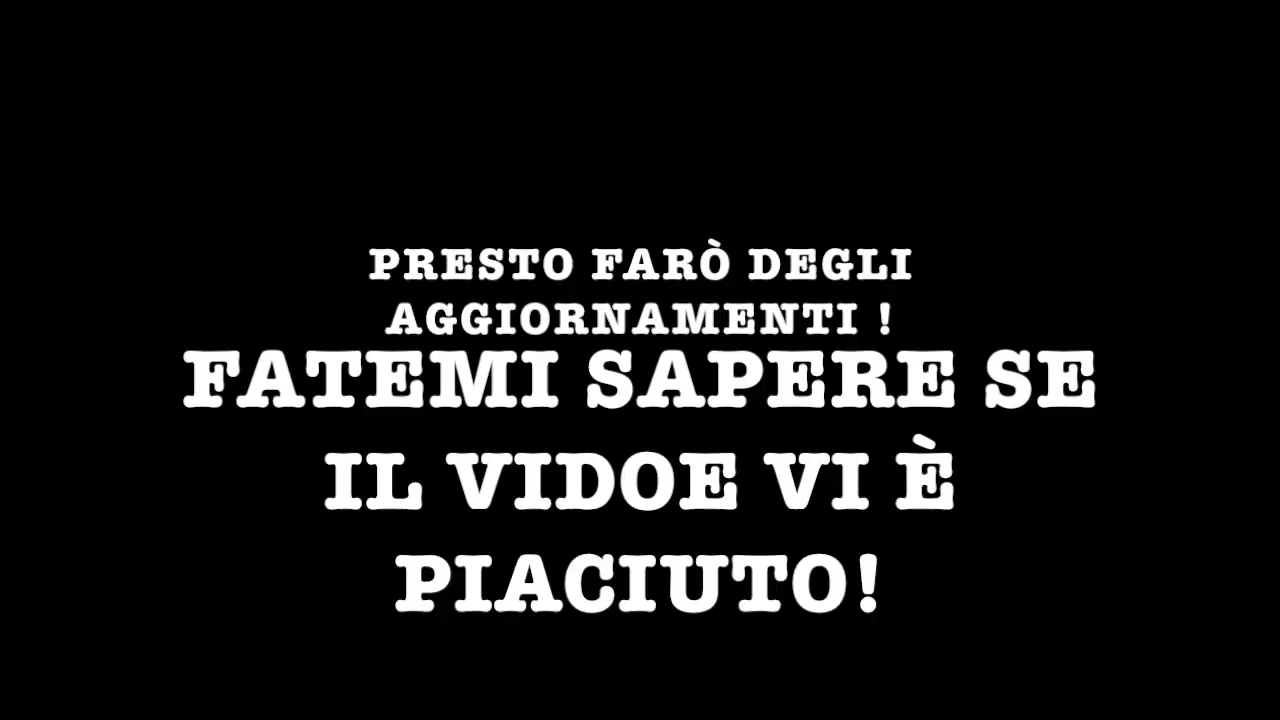 PRESTO FARÒ DEGLI
AGGIORNAMENTI !
FATEMI SAPERE SE
IL VIDOE VI È
PIACIUTO!